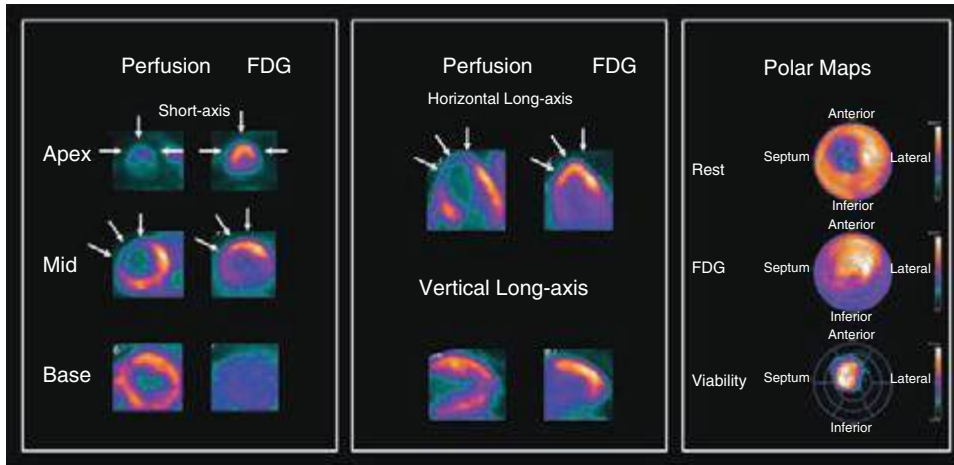 Perfusion FDG
Short-axis
Apex
Mid
Base
Perfusion FDG
Horizontal Long-axis
Vertical Long-axis
Polar Maps
Anterior
Rest
Septum
Lateral
Inferior
Anterior
FDG
Septum
Lateral
Inferior
Anterior
Viability
Septum
Lateral
Inferior